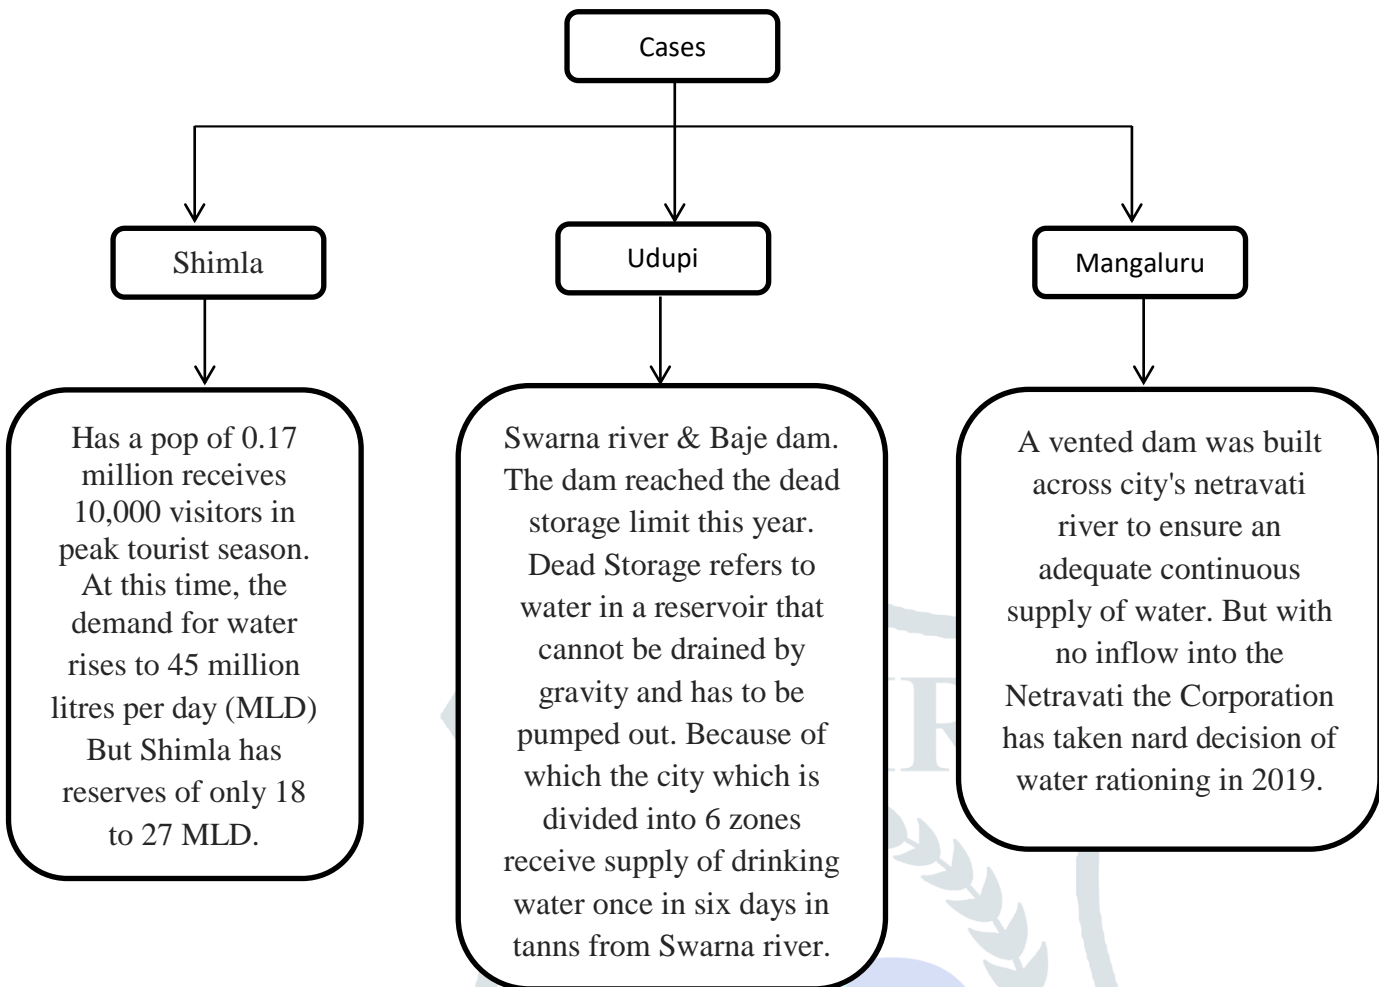 Cases
Shimla
Udupi
Mangaluru
Has a pop of 0.17
million receives
10,000 visitors in
peak tourist season.
At this time, the
demand for water
rises to 45 million
litres per day (MLD)
But Shimla has
reserves of only 18
to 27 MLD.
Swarna river & Baje dam.
The dam reached the dead
storage limit this year.
Dead Storage refers to
water in a reservoir that
cannot be drained by
gravity and has to be
pumped out. Because of
which the city which is
divided into 6 zones
receive supply of drinking
water once in six days in
tanns from Swarna river.
A vented dam was built
across city's netravati
river to ensure an
adequate continuous
supply of water. But with
no inflow into the
Netravati the Corporation
has taken nard decision of
water rationing in 2019.